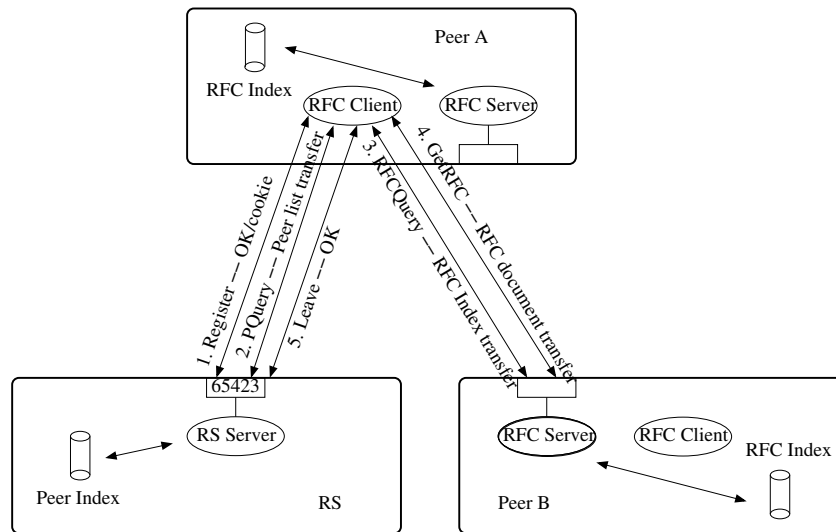 Peer A
RFC Index
RFC Client
RFC Server
1. Register –– OK/cookie
2. PQuery –– Peer list transfer
5. Leave –– OK
3. RFCQuery –– RFC Index transfer
4. GetRFC –– RFC document transfer
65423
RS Server
Peer Index
RS
RFC Server
RFC Client
RFC Index
Peer B